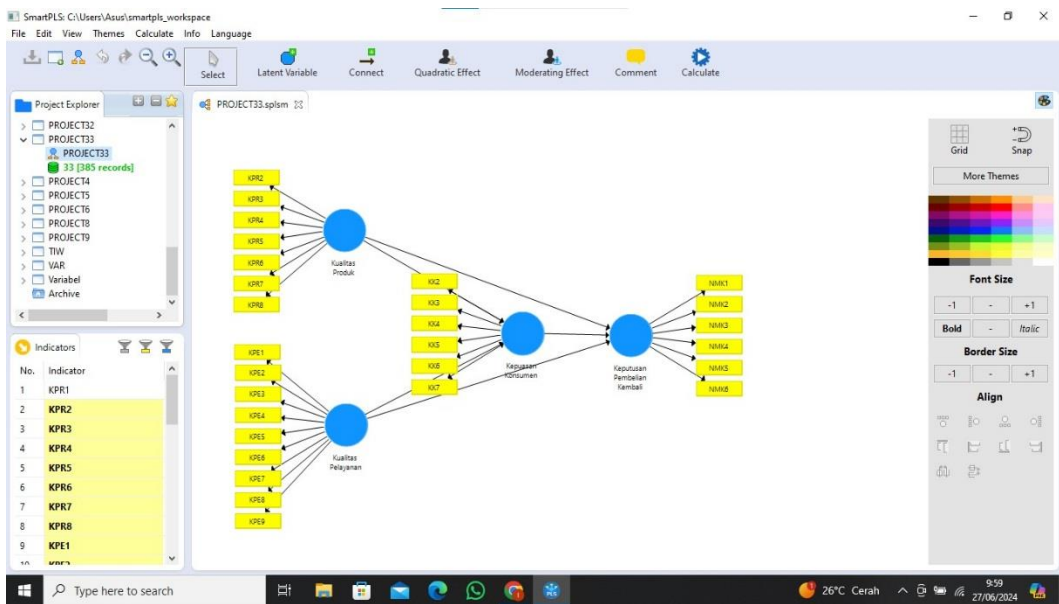 SmartPLS: C:\Users\Asus\smartpls_workspace
File Edit View Themes Calculate Info Language
Select
Latent Variable
Connect
Quadratic Effect
Moderating Effect
Comment
Calculate
Project Explorer
PROJECT32
PROJECT33
PROJECT33
33 [385 records]
PROJECT4
PROJECT5
PROJECT6
PROJECT8
PROJECT9
TIW
VAR
Variabel
Archive
Indicators
No. Indicator
1 KPR1
2 KPR2
3 KPR3
4 KPR4
5 KPR5
6 KPR6
7 KPR7
8 KPR8
9 KPE1
10 KPE2
PROJECT33.splsm
KPR2
KPR3
KPR4
KPR5
KPR6
KPR7
KPR8
Kualitas
Produk
KK2
KK3
KK4
KK5
KK6
KK7
Kepuasan
Konsumen
NMK1
NMK2
NMK3
NMK4
NMK5
NMK6
Keputusan
Pembelian
Kembali
KPE1
KPE2
KPE3
KPE4
KPE5
KPE6
KPE7
KPE8
KPE9
Kualitas
Pelayanan
Grid Snap
More Themes
Font Size
-1 - +1
Bold - Italic
Border Size
-1 - +1
Align
Type here to search
26°C Cerah
9:59
27/06/2024